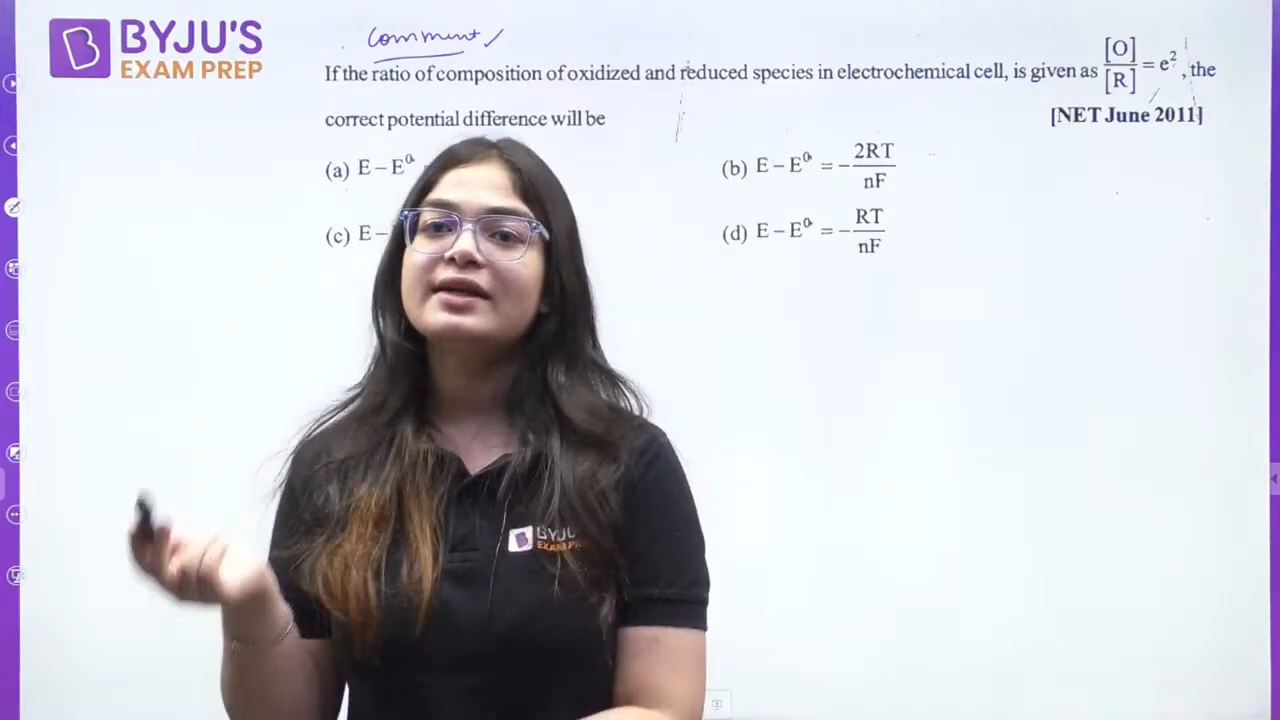 BYJU'S
EXAM PREP
comment ✓
If the ratio of composition of oxidized and reduced species in electrochemical cell, is given as [O]/[R] = e², the
correct potential difference will be
[NET June 2011]
(a) E – E⁰
(b) E – E⁰ = – 2RT/nF
(c) E –
(d) E – E⁰ = – RT/nF
BYJU
EXAM P